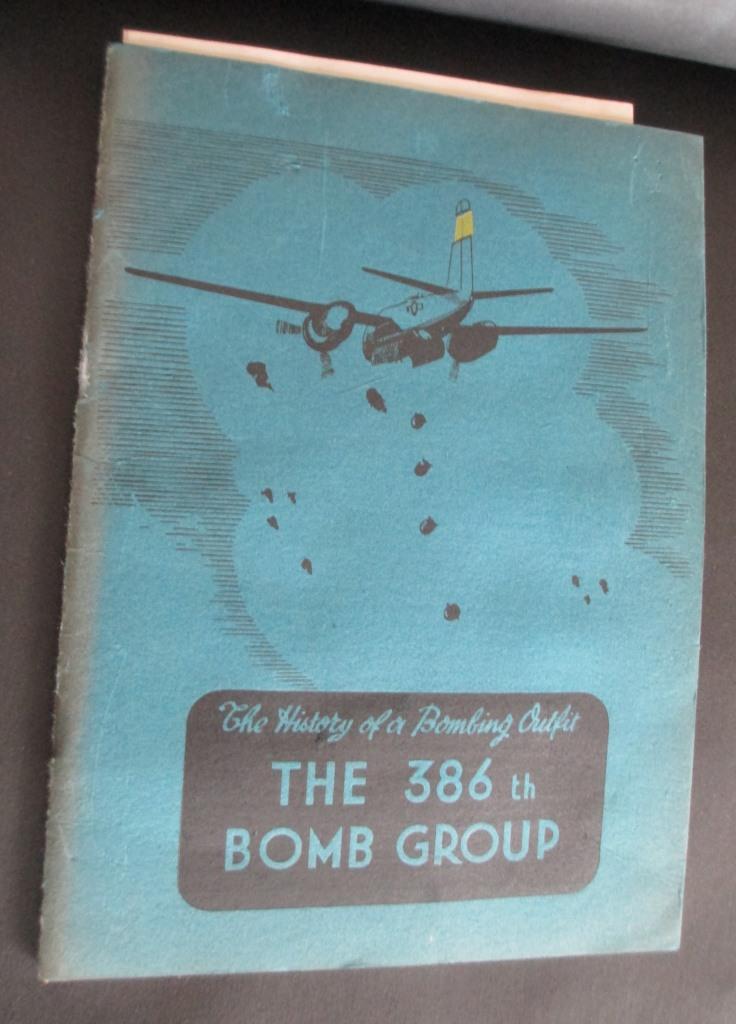 The History of a Bombing Outfit
THE 386 th
BOMB GROUP